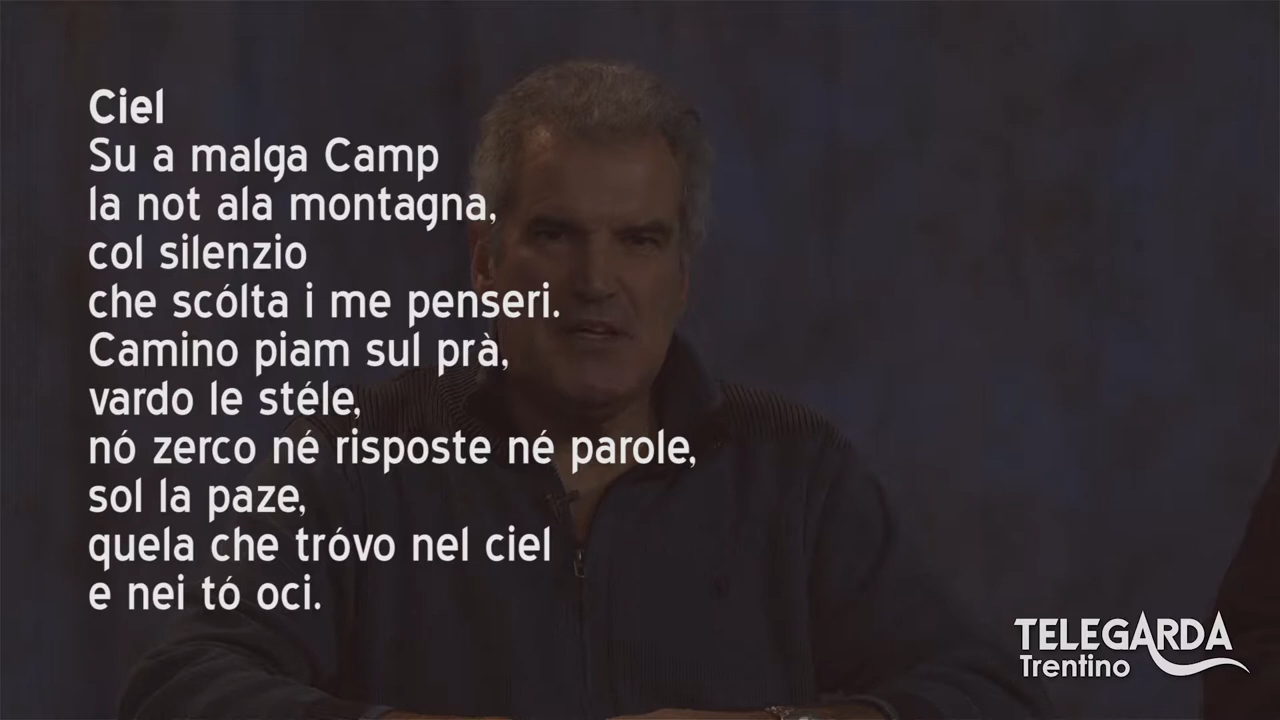 Ciel
Su a malga Camp
la not ala montagna,
col silenzio
che scólta i me penseri.
Camino piam sul prà,
vardo le stéle,
nó zerco né risposte né parole,
sol la paze,
quela che tróvo nel ciel
e nei tó oci.
TELEGARDA
Trentino